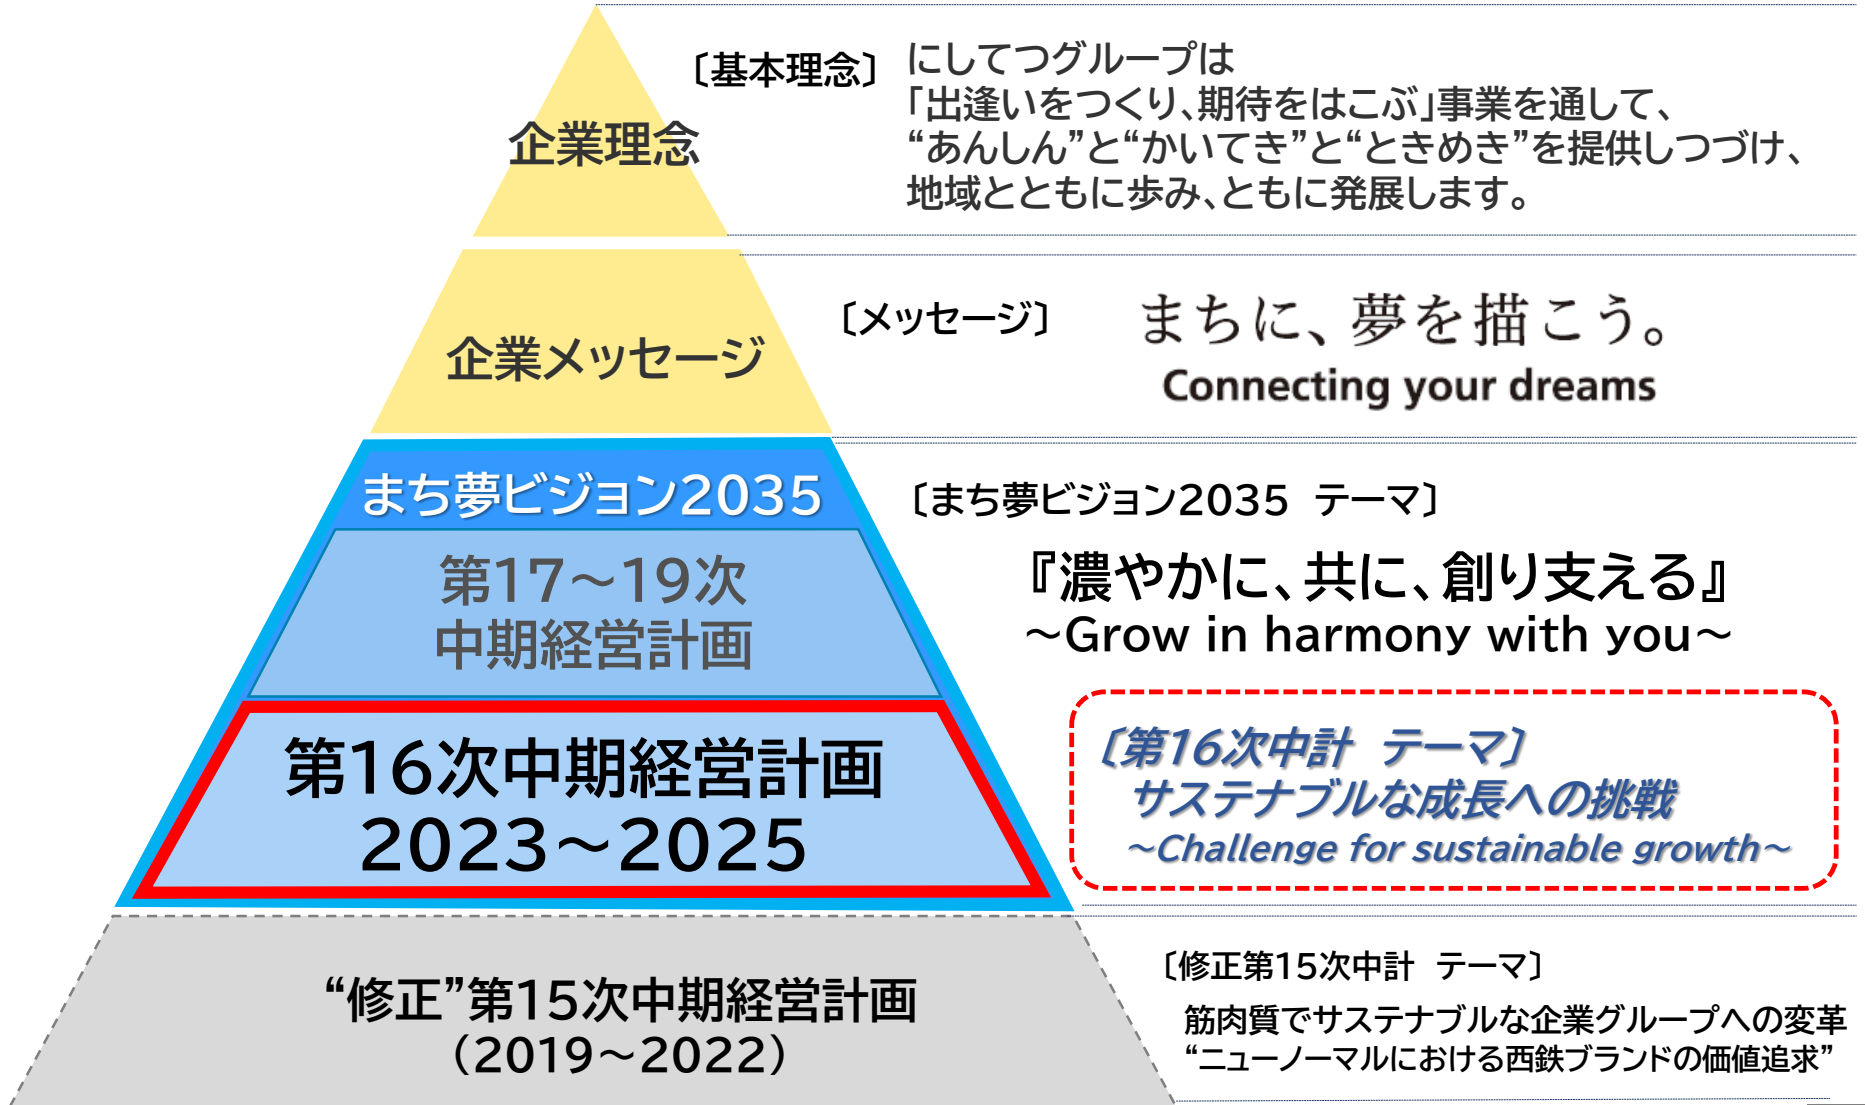 企業理念
〔基本理念〕
にしてつグループは
「出逢いをつくり、期待をはこぶ」事業を通して、
“あんしん”と“かいてき”と“ときめき”を提供しつづけ、
地域とともに歩み、ともに発展します。
企業メッセージ
〔メッセージ〕
まちに、夢を描こう。
Connecting your dreams
まち夢ビジョン2035
〔まち夢ビジョン2035 テーマ〕
『濃やかに、共に、創り支える』
～Grow in harmony with you～
第17～19次
中期経営計画
第16次中期経営計画
2023～2025
〔第16次中計 テーマ〕
サステナブルな成長への挑戦
～Challenge for sustainable growth～
“修正”第15次中期経営計画
（2019～2022）
〔修正第15次中計 テーマ〕
筋肉質でサステナブルな企業グループへの変革
“ニューノーマルにおける西鉄ブランドの価値追求”